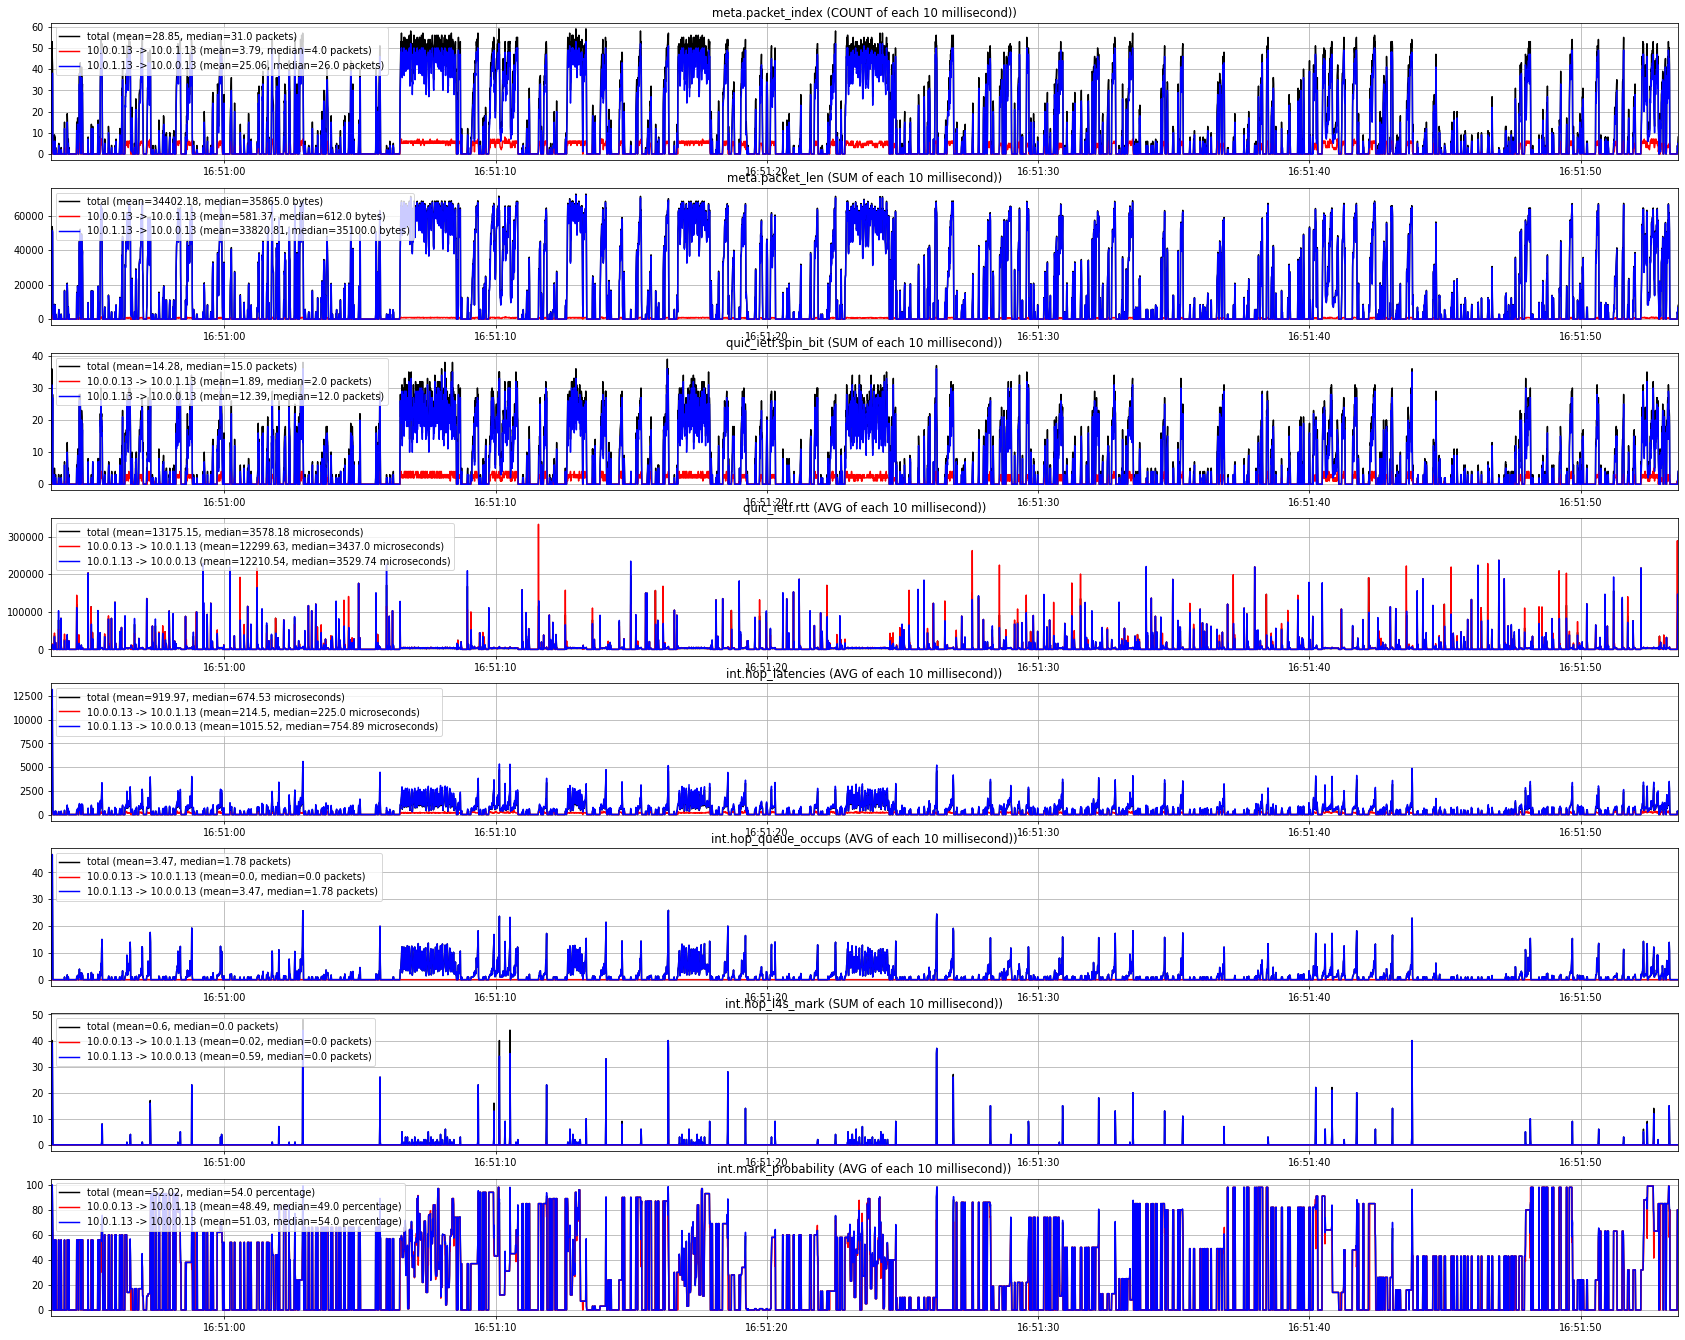 meta.packet_index (COUNT of each 10 millisecond))
60
50
40
30
20
10
0
total (mean=28.85, median=31.0 packets)
10.0.0.13 -> 10.0.1.13 (mean=3.79, median=4.0 packets)
10.0.1.13 -> 10.0.0.13 (mean=25.06, median=26.0 packets)
16:51:00 16:51:10 16:51:20 16:51:30 16:51:40 16:51:50
meta.packet_len (SUM of each 10 millisecond))
60000
40000
20000
0
total (mean=34402.18, median=35865.0 bytes)
10.0.0.13 -> 10.0.1.13 (mean=581.37, median=612.0 bytes)
10.0.1.13 -> 10.0.0.13 (mean=33820.81, median=35100.0 bytes)
16:51:00 16:51:10 16:51:20 16:51:30 16:51:40 16:51:50
quic_ietf.spin_bit (SUM of each 10 millisecond))
40
30
20
10
0
total (mean=14.28, median=15.0 packets)
10.0.0.13 -> 10.0.1.13 (mean=1.89, median=2.0 packets)
10.0.1.13 -> 10.0.0.13 (mean=12.39, median=12.0 packets)
16:51:00 16:51:10 16:51:20 16:51:30 16:51:40 16:51:50
quic_ietf.rtt (AVG of each 10 millisecond))
300000
200000
100000
0
total (mean=13175.15, median=3578.18 microseconds)
10.0.0.13 -> 10.0.1.13 (mean=12299.63, median=3437.0 microseconds)
10.0.1.13 -> 10.0.0.13 (mean=12210.54, median=3529.74 microseconds)
16:51:00 16:51:10 16:51:20 16:51:30 16:51:40 16:51:50
int.hop_latencies (AVG of each 10 millisecond))
12500
10000
7500
5000
2500
0
total (mean=919.97, median=674.53 microseconds)
10.0.0.13 -> 10.0.1.13 (mean=214.5, median=225.0 microseconds)
10.0.1.13 -> 10.0.0.13 (mean=1015.52, median=754.89 microseconds)
16:51:00 16:51:10 16:51:20 16:51:30 16:51:40 16:51:50
int.hop_queue_occups (AVG of each 10 millisecond))
40
30
20
10
0
total (mean=3.47, median=1.78 packets)
10.0.0.13 -> 10.0.1.13 (mean=0.0, median=0.0 packets)
10.0.1.13 -> 10.0.0.13 (mean=3.47, median=1.78 packets)
16:51:00 16:51:10 16:51:20 16:51:30 16:51:40 16:51:50
int.hop_l4s_mark (SUM of each 10 millisecond))
50
40
30
20
10
0
total (mean=0.6, median=0.0 packets)
10.0.0.13 -> 10.0.1.13 (mean=0.02, median=0.0 packets)
10.0.1.13 -> 10.0.0.13 (mean=0.59, median=0.0 packets)
16:51:00 16:51:10 16:51:20 16:51:30 16:51:40 16:51:50
int.mark_probability (AVG of each 10 millisecond))
100
80
60
40
20
0
total (mean=52.02, median=54.0 percentage)
10.0.0.13 -> 10.0.1.13 (mean=48.49, median=49.0 percentage)
10.0.1.13 -> 10.0.0.13 (mean=51.03, median=54.0 percentage)
16:51:00 16:51:10 16:51:20 16:51:30 16:51:40 16:51:50